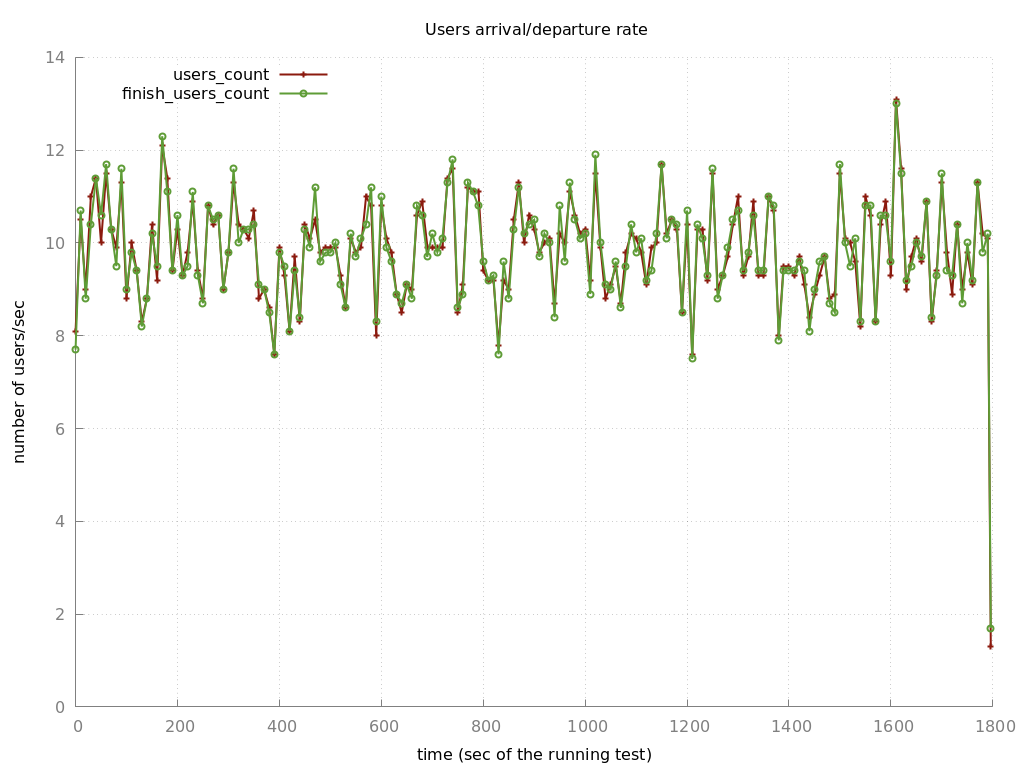 Users arrival/departure rate
users_count
finish_users_count
number of users/sec
14
12
10
8
6
4
2
0
0 200 400 600 800 1000 1200 1400 1600 1800
time (sec of the running test)